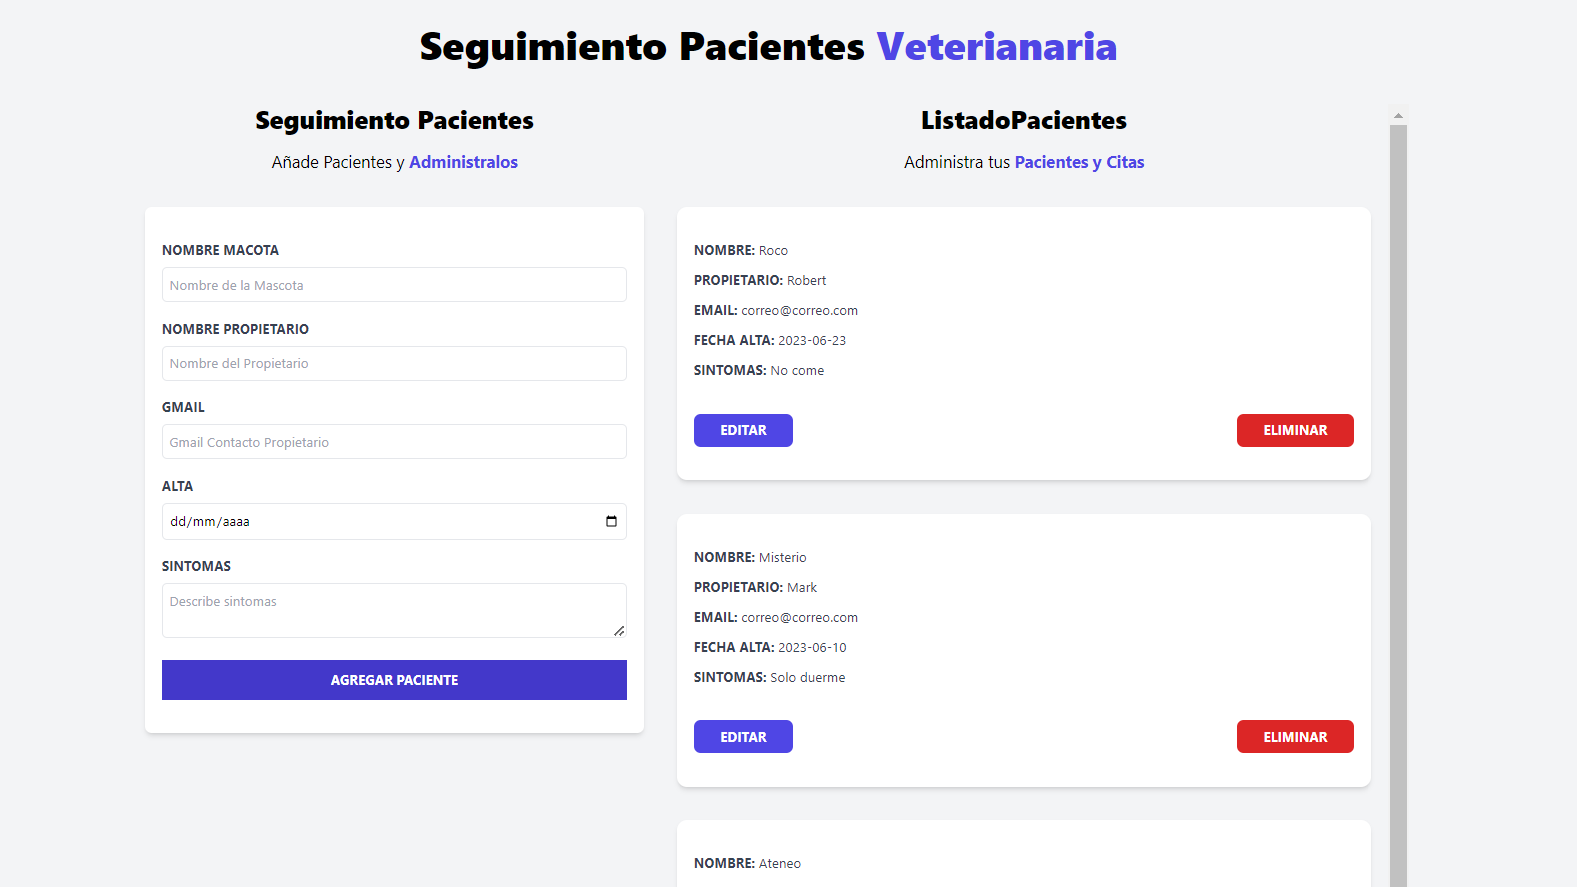 Seguimiento Pacientes Veterianaria
Seguimiento Pacientes
Añade Pacientes y Administralos
NOMBRE MACOTA
Nombre de la Mascota
NOMBRE PROPIETARIO
Nombre del Propietario
GMAIL
Gmail Contacto Propietario
ALTA
dd/mm/aaaa
SINTOMAS
Describe sintomas
AGREGAR PACIENTE
ListadoPacientes
Administra tus Pacientes y Citas
NOMBRE: Roco
PROPIETARIO: Robert
EMAIL: correo@correo.com
FECHA ALTA: 2023-06-23
SINTOMAS: No come
EDITAR ELIMINAR
NOMBRE: Misterio
PROPIETARIO: Mark
EMAIL: correo@correo.com
FECHA ALTA: 2023-06-10
SINTOMAS: Solo duerme
EDITAR ELIMINAR
NOMBRE: Ateneo